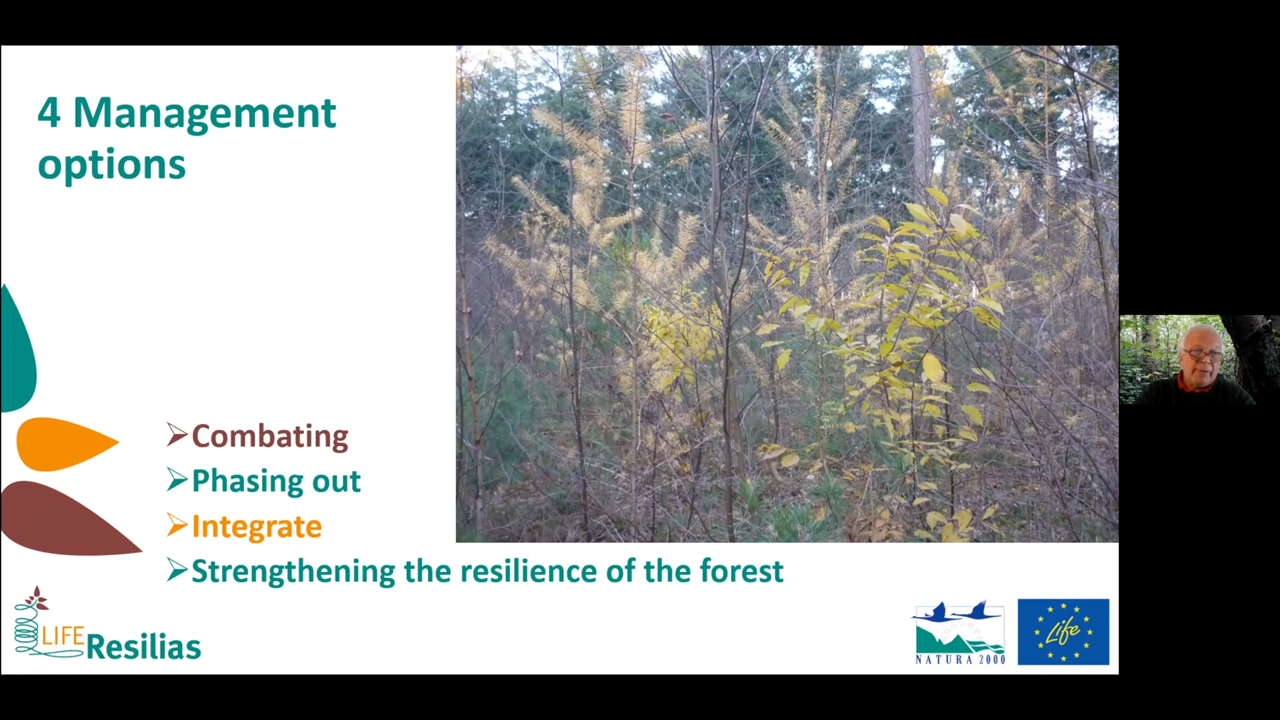 4 Management
options
Combating
Phasing out
Integrate
Strengthening the resilience of the forest
LIFE Resilias
NATURA 2000
Life